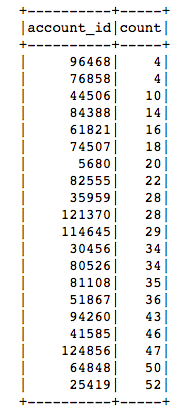 +----------+-----+
|account_id|count|
+----------+-----+
|     96468|    4|
|     76858|    4|
|     44506|   10|
|     84388|   14|
|     61821|   16|
|     74507|   18|
|      5680|   20|
|     82555|   22|
|     35959|   28|
|    121370|   28|
|    114645|   29|
|     30456|   34|
|     80526|   34|
|     81108|   35|
|     51867|   36|
|     94260|   43|
|     41585|   46|
|    124856|   47|
|     64848|   50|
|     25419|   52|
+----------+-----+